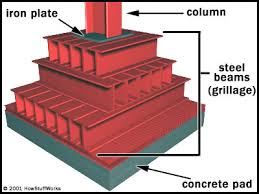 iron plate
column
steel
beams
(grillage)
concrete pad
© 2001 HowStuffWorks